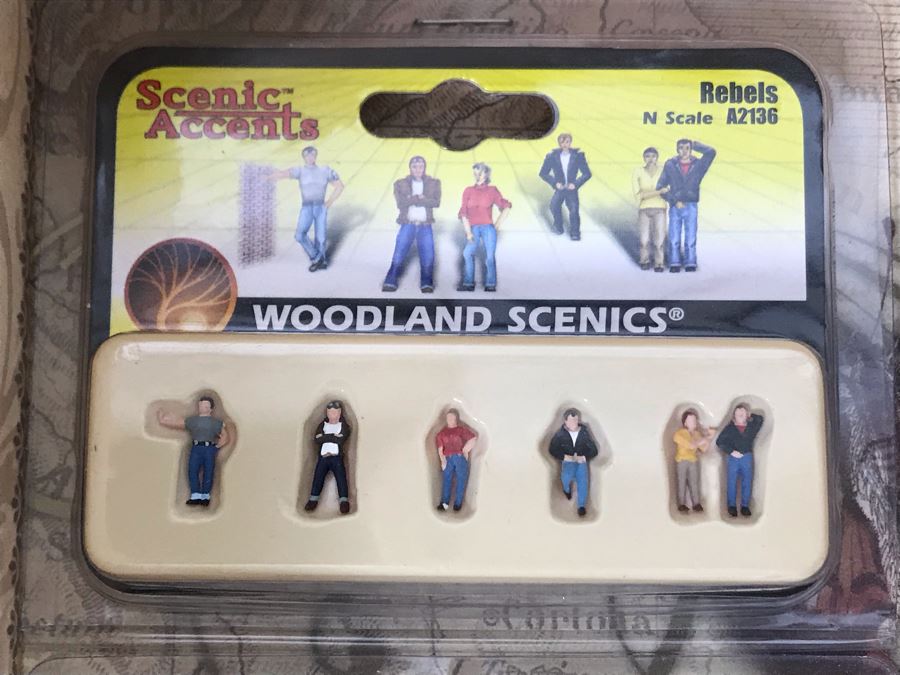 Scenic™
Accents
Rebels
N Scale A2136
WOODLAND SCENICS®